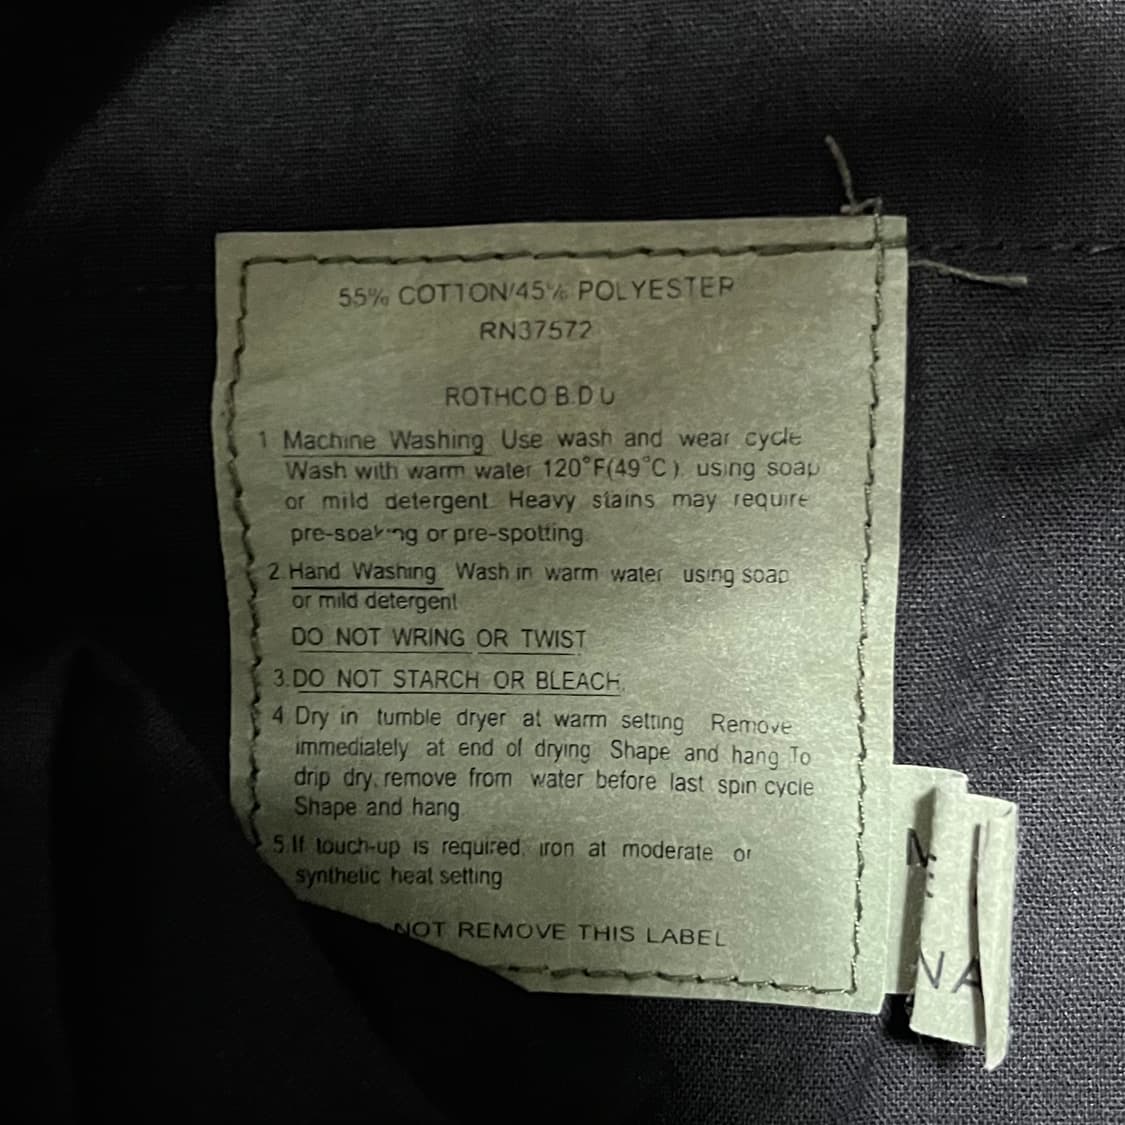 55% COTTON/45% POLYESTER
RN37572
ROTHCO B D U
1 Machine Washing Use wash and wear cycle
Wash with warm water 120°F(49°C), using soap
or mild detergent. Heavy stains may require
pre-soaking or pre-spotting.
2. Hand Washing Wash in warm water using soap
or mild detergent
DO NOT WRING OR TWIST
3. DO NOT STARCH OR BLEACH.
4 Dry in tumble dryer at warm setting Remove
immediately at end of drying Shape and hang To
drip dry, remove from water before last spin cycle
Shape and hang
5. If touch-up is required, iron at moderate or
synthetic heat setting
NOT REMOVE THIS LABEL